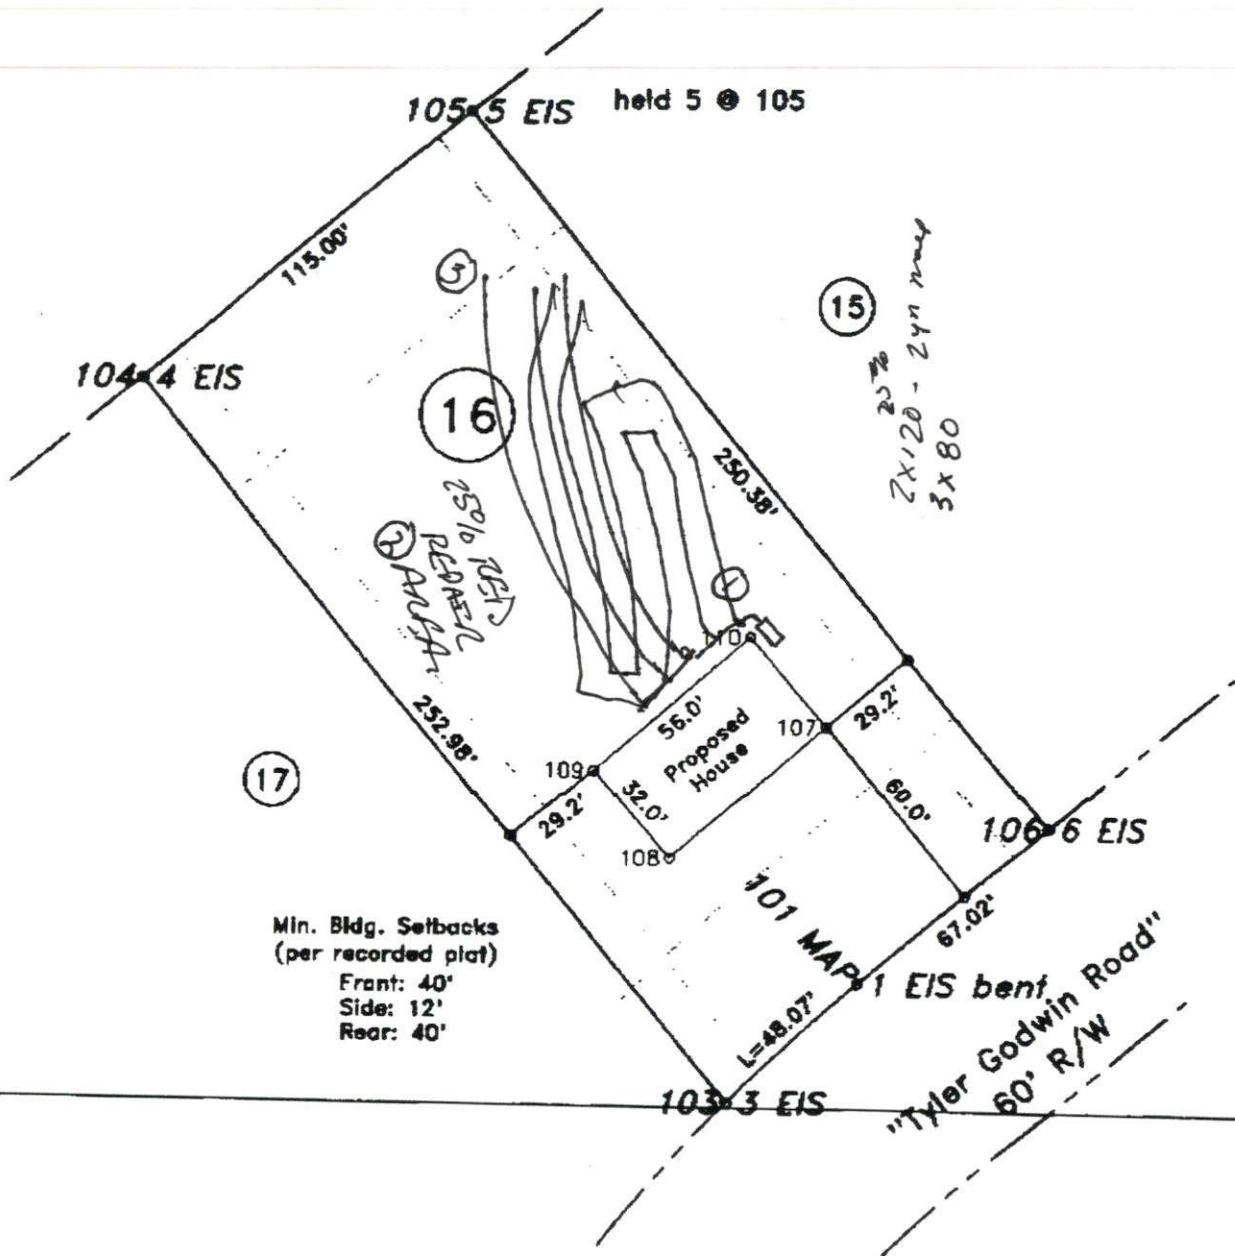 held 5 @ 105
105 5 EIS
115.00'
104 4 EIS
3
15
2x120 -
3x80
16
250.38'
25% RED
REPAIR
2 AREA
1
110
252.98'
56.0'
Proposed
House
107
29.2'
17
109
32.0'
29.2'
60.0'
106 6 EIS
108
101 MAP
67.02'
Min. Bldg. Setbacks
(per recorded plat)
Front: 40'
Side: 12'
Rear: 40'
1 EIS bent
L=48.07'
"Tyler Godwin Road"
60' R/W
103 3 EIS